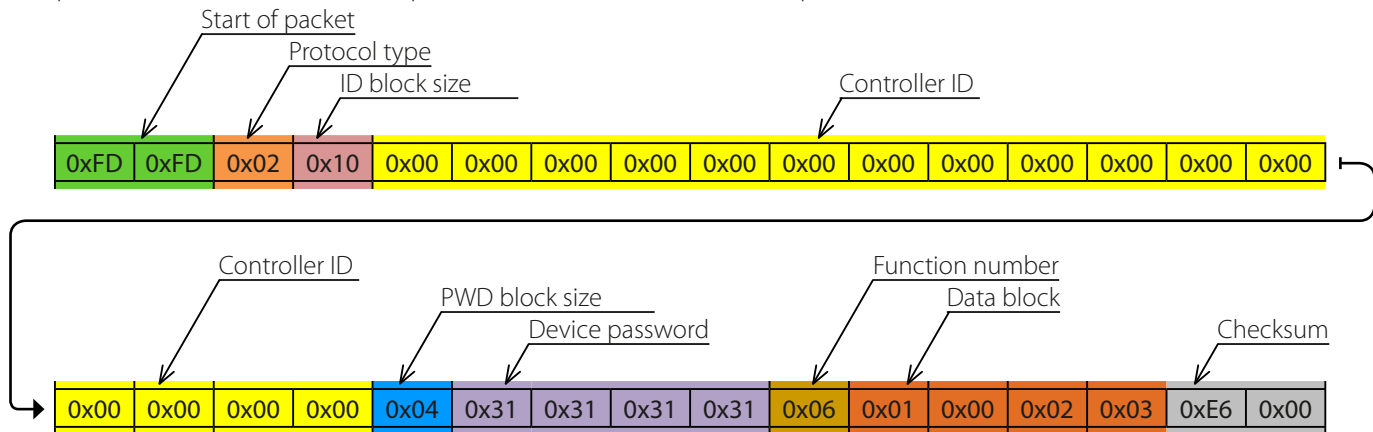 Start of packet
Protocol type
ID block size
Controller ID
0xFD 0xFD 0x02 0x10 0x00 0x00 0x00 0x00 0x00 0x00 0x00 0x00 0x00 0x00 0x00 0x00
Controller ID
Function number
PWD block size
Data block
Device password
Checksum
0x00 0x00 0x00 0x00 0x04 0x31 0x31 0x31 0x31 0x06 0x01 0x00 0x02 0x03 0xE6 0x00